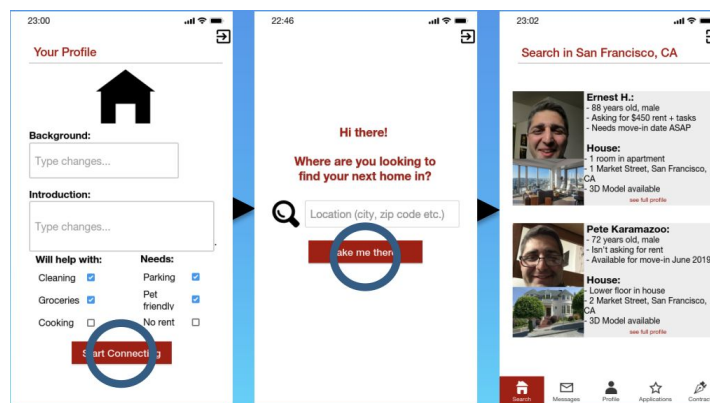 23:00
Your Profile
Background:
Type changes...
Introduction:
Type changes...
Will help with:
Needs:
Cleaning
Parking
Groceries
Pet
friendly
Cooking
No rent
Start Connecting
22:46
Hi there!
Where are you looking to
find your next home in?
Location (city, zip code etc.)
Take me there
23:02
Search in San Francisco, CA
Ernest H.:
- 88 years old, male
- Asking for $450 rent + tasks
- Needs move-in date ASAP
House:
- 1 room in apartment
- 1 Market Street, San Francisco,
CA
- 3D Model available
see full profile
Pete Karamazoo:
- 72 years old, male
- Isn't asking for rent
- Available for move-in June 2019
House:
- Lower floor in house
- 2 Market Street, San Francisco,
CA
- 3D Model available
see full profile
Search
Messages
Profile
Applications
Contract